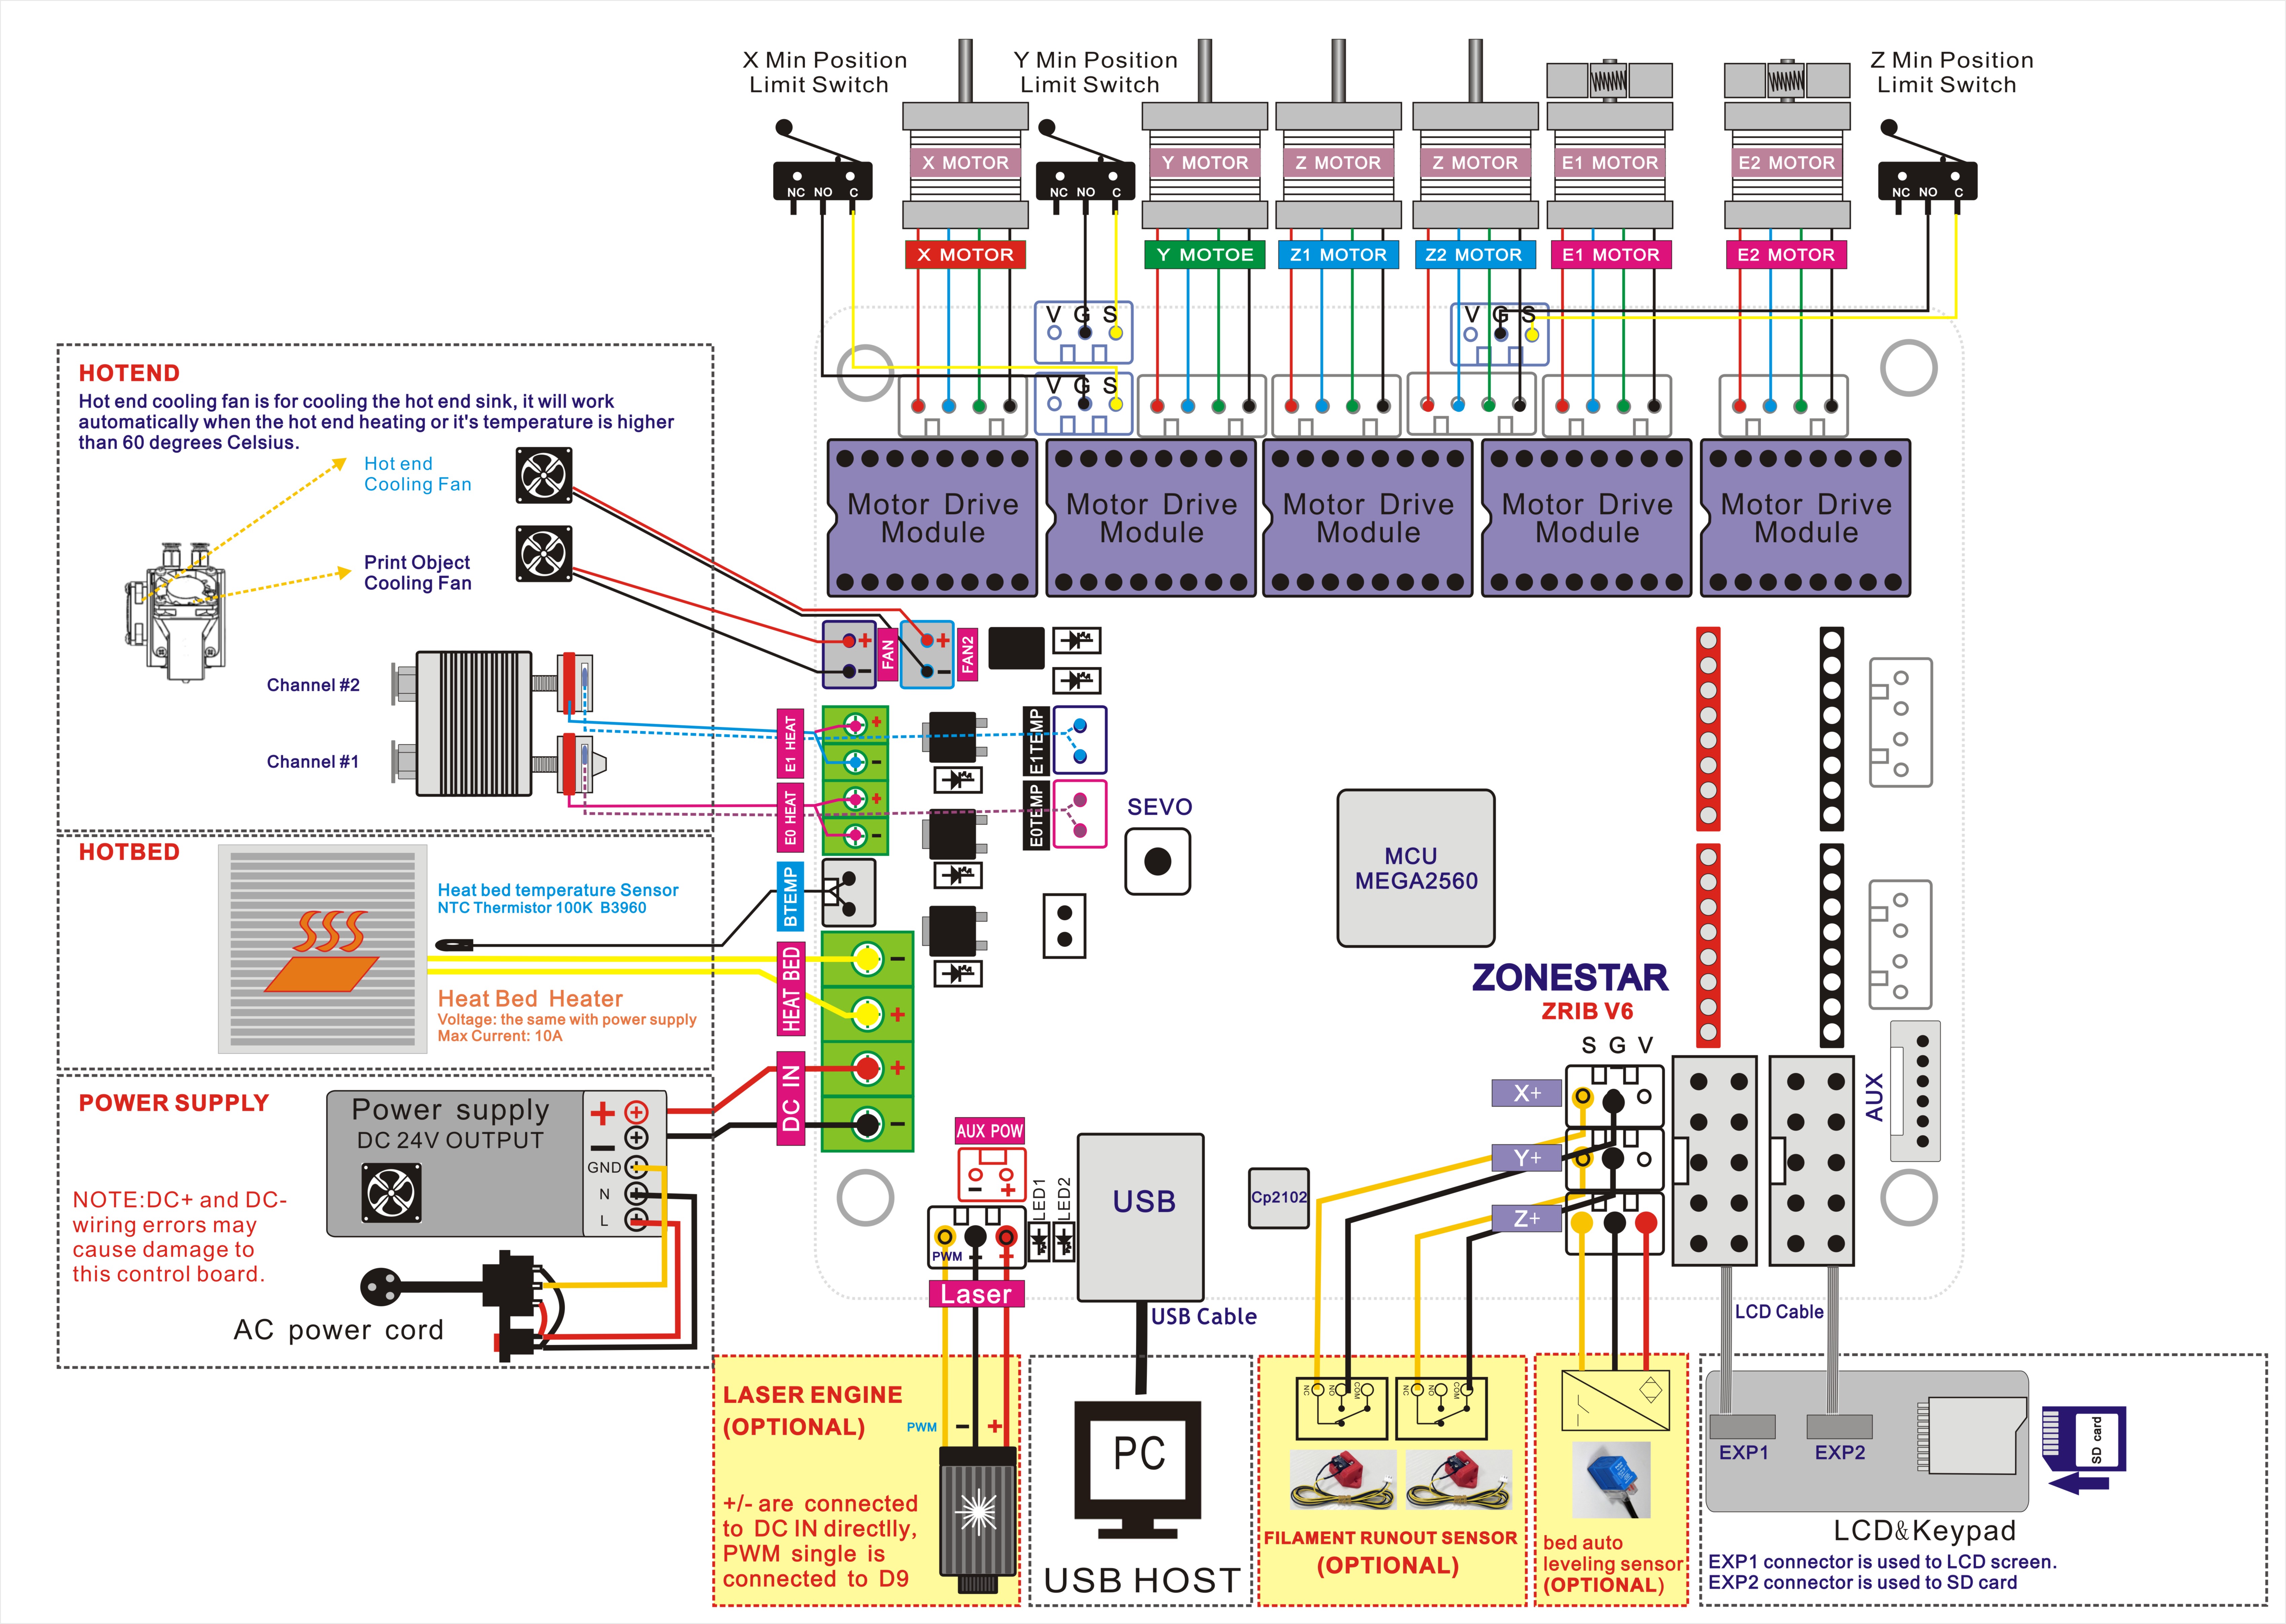 X Min Position
Limit Switch
Y Min Position
Limit Switch
Z Min Position
Limit Switch
X MOTOR
Y MOTOR
Z MOTOR
Z MOTOR
E1 MOTOR
E2 MOTOR
NC NO C
NC NO C
NC NO C
X MOTOR
Y MOTOE
Z1 MOTOR
Z2 MOTOR
E1 MOTOR
E2 MOTOR
V G S
V G S
V G S
Motor Drive
Module
Motor Drive
Module
Motor Drive
Module
Motor Drive
Module
Motor Drive
Module
HOTEND
Hot end cooling fan is for cooling the hot end sink, it will work
automatically when the hot end heating or it's temperature is higher
than 60 degrees Celsius.
Hot end
Cooling Fan
Print Object
Cooling Fan
Channel #2
Channel #1
+
−
FAN
+
−
FAN2
E1 HEAT
+
−
E0 HEAT
+
−
E1TEMP
E0TEMP
SEVO
MCU
MEGA2560
HOTBED
Heat bed temperature Sensor
NTC Thermistor 100K B3960
Heat Bed Heater
Voltage: the same with power supply
Max Current: 10A
BTEMP
HEAT BED
−
+
DC IN
+
−
ZONESTAR
ZRIB V6
S G V
X+
Y+
Z+
AUX
POWER SUPPLY
Power supply
DC 24V OUTPUT
+
−
GND
N
L
NOTE:DC+ and DC-
wiring errors may
cause damage to
this control board.
AC power cord
AUX POW
− +
PWM − +
LED1
LED2
Laser
USB
Cp2102
USB Cable
LCD Cable
LASER ENGINE
(OPTIONAL)
PWM − +
+/- are connected
to DC IN directlly,
PWM single is
connected to D9
PC
USB HOST
NC NO COM
NC NO COM
FILAMENT RUNOUT SENSOR
(OPTIONAL)
bed auto
leveling sensor
(OPTIONAL)
EXP1
EXP2
SD card
LCD&Keypad
EXP1 connector is used to LCD screen.
EXP2 connector is used to SD card